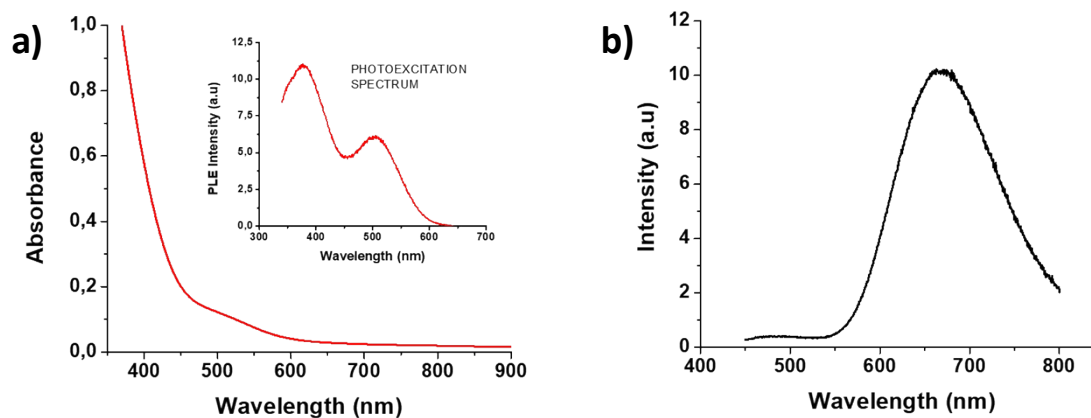 a)
1,0
0,8
0,6
0,4
0,2
0,0
Absorbance
400 500 600 700 800 900
Wavelength (nm)
12,5
10,0
7,5
5,0
2,5
0,0
PLE Intensity (a.u)
PHOTOEXCITATION
SPECTRUM
300 400 500 600 700
Wavelength (nm)
b)
12
10
8
6
4
2
0
Intensity (a.u)
400 500 600 700 800
Wavelength (nm)